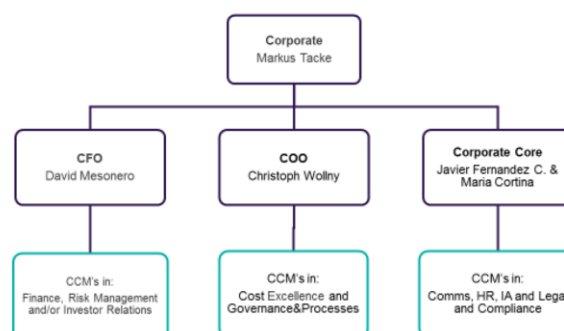 Corporate
Markus Tacke
CFO
David Mesonero
COO
Christoph Wollny
Corporate Core
Javier Fernandez C. &
Maria Cortina
CCM's in:
Finance, Risk Management
and/or Investor Relations
CCM's in:
Cost Excellence and
Governance&Processes
CCM's in:
Comms, HR, IA and Legal
and Compliance